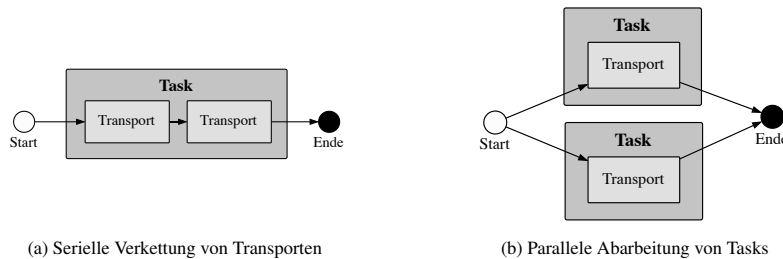 Task
Transport
Transport
Start
Ende
(a) Serielle Verkettung von Transporten
Task
Transport
Start
Ende
Task
Transport
(b) Parallele Abarbeitung von Tasks